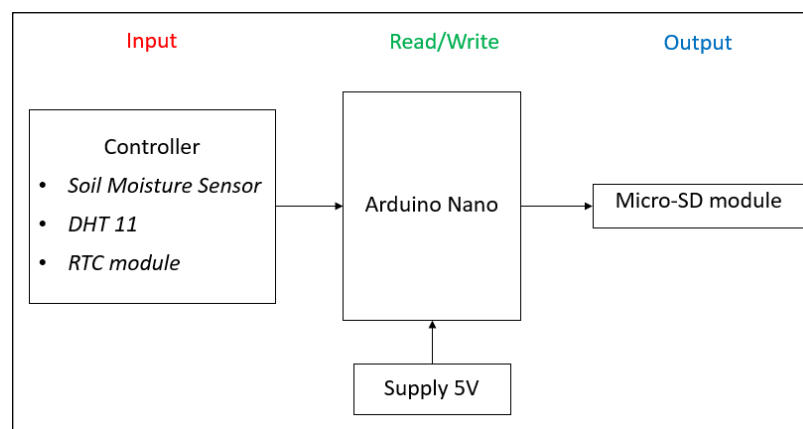 Input
Read/Write
Output
Controller
• Soil Moisture Sensor
• DHT 11
• RTC module
Arduino Nano
Micro-SD module
Supply 5V